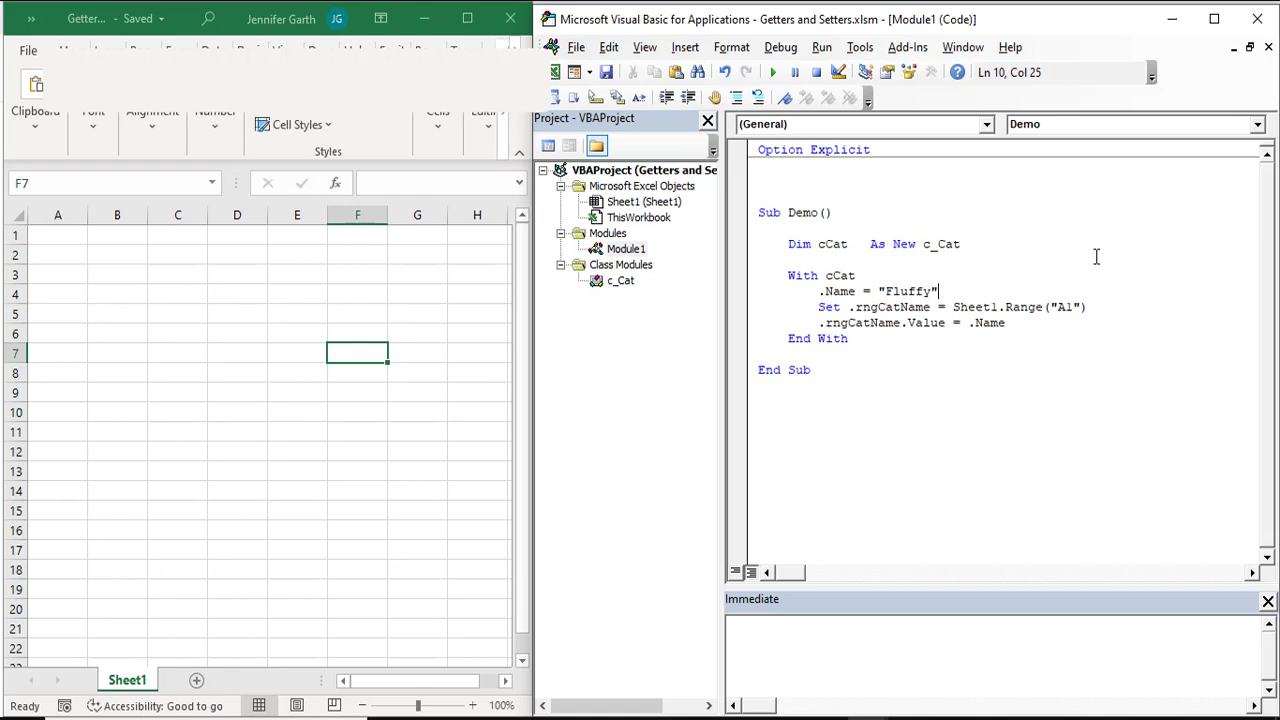 Getter... - Saved
Jennifer Garth
JG
File
Clipboard
Font
Alignment
Number
Cell Styles
Cells
Styles
F7
fx
A B C D E F G H
1
2
3
4
5
6
7
8
9
10
11
12
13
14
15
16
17
18
19
20
21
22
Sheet1
Ready
Accessibility: Good to go
100%
Microsoft Visual Basic for Applications - Getters and Setters.xlsm - [Module1 (Code)]
File Edit View Insert Format Debug Run Tools Add-Ins Window Help
Ln 10, Col 25
Project - VBAProject
VBAProject (Getters and Se
Microsoft Excel Objects
Sheet1 (Sheet1)
ThisWorkbook
Modules
Module1
Class Modules
c_Cat
(General)
Demo
Option Explicit
Sub Demo()
Dim cCat As New c_Cat
With cCat
.Name = "Fluffy"
Set .rngCatName = Sheet1.Range("A1")
.rngCatName.Value = .Name
End With
End Sub
Immediate